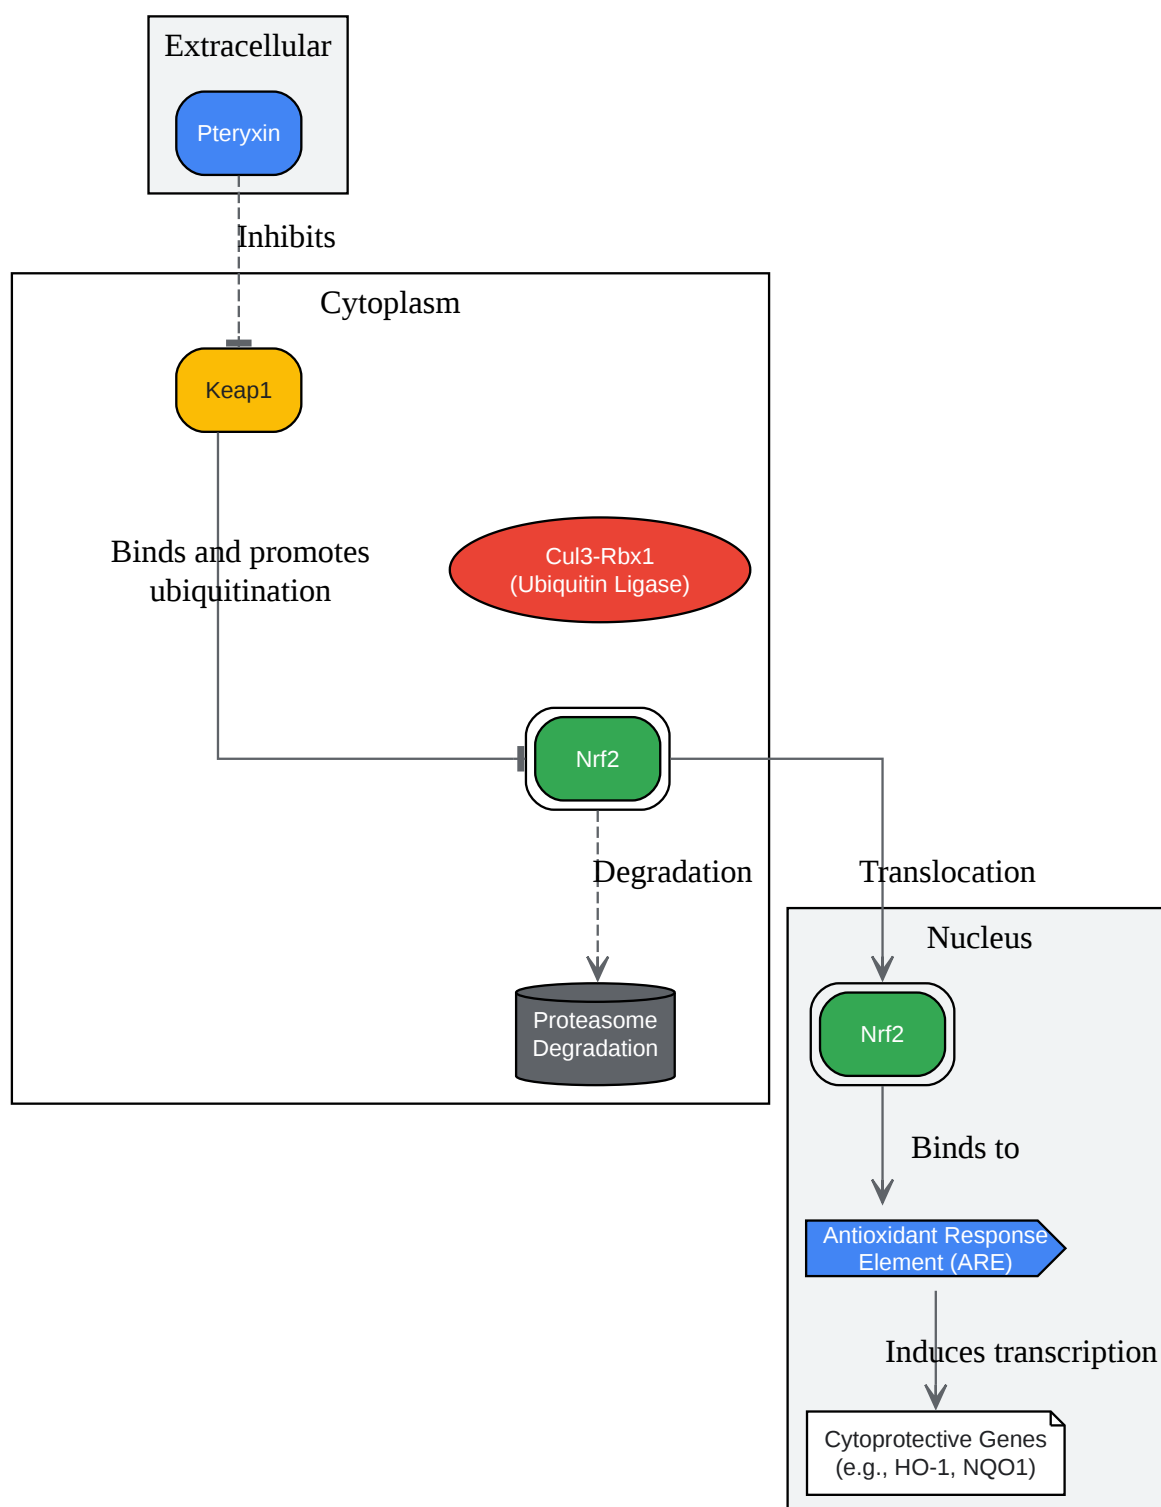 Extracellular
Pteryxin
Inhibits
Cytoplasm
Keap1
Binds and promotes
ubiquitination
Cul3-Rbx1
(Ubiquitin Ligase)
Nrf2
Degradation
Translocation
Nucleus
Proteasome
Degradation
Nrf2
Binds to
Antioxidant Response
Element (ARE)
Induces transcription
Cytoprotective Genes
(e.g., HO-1, NQO1)